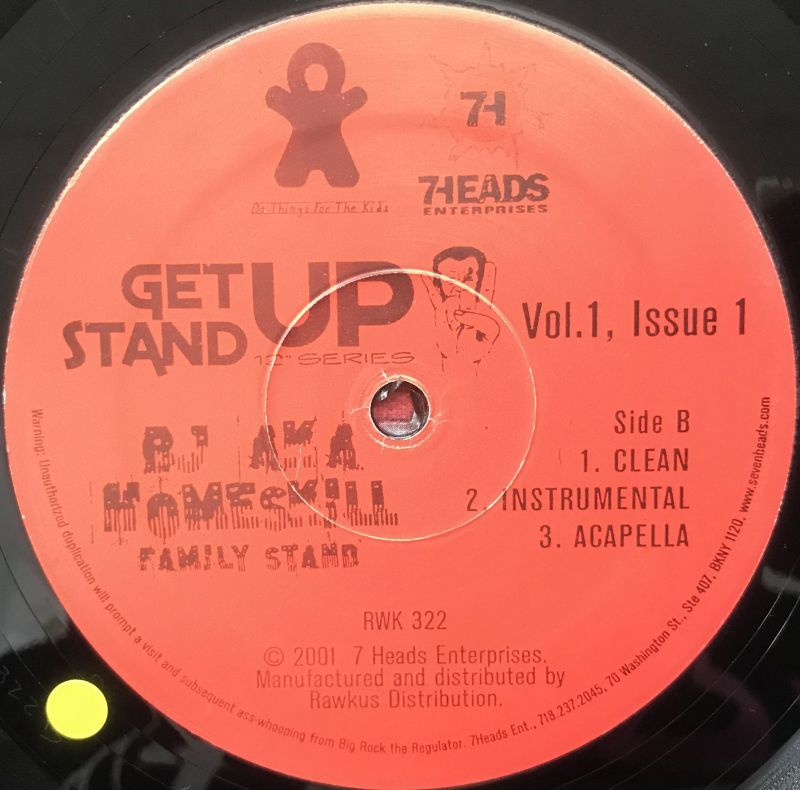 Do Things For The Kids
7H
7HEADS
ENTERPRISES
GET UP
STAND
12" SERIES
Vol.1, Issue 1
BJ AKA
HOMESKILL
FAMILY STAND
Side B
1. CLEAN
2. INSTRUMENTAL
3. ACAPELLA
RWK 322
© 2001 7 Heads Enterprises.
Manufactured and distributed by
Rawkus Distribution.
Warning: Unauthorized duplication will prompt a visit and subsequent ass-whooping from Big Rock the Regulator. 7Heads Ent., 718.237.2045, 70 Washington St., Ste 407, BKNY 1120, www.sevenheads.com